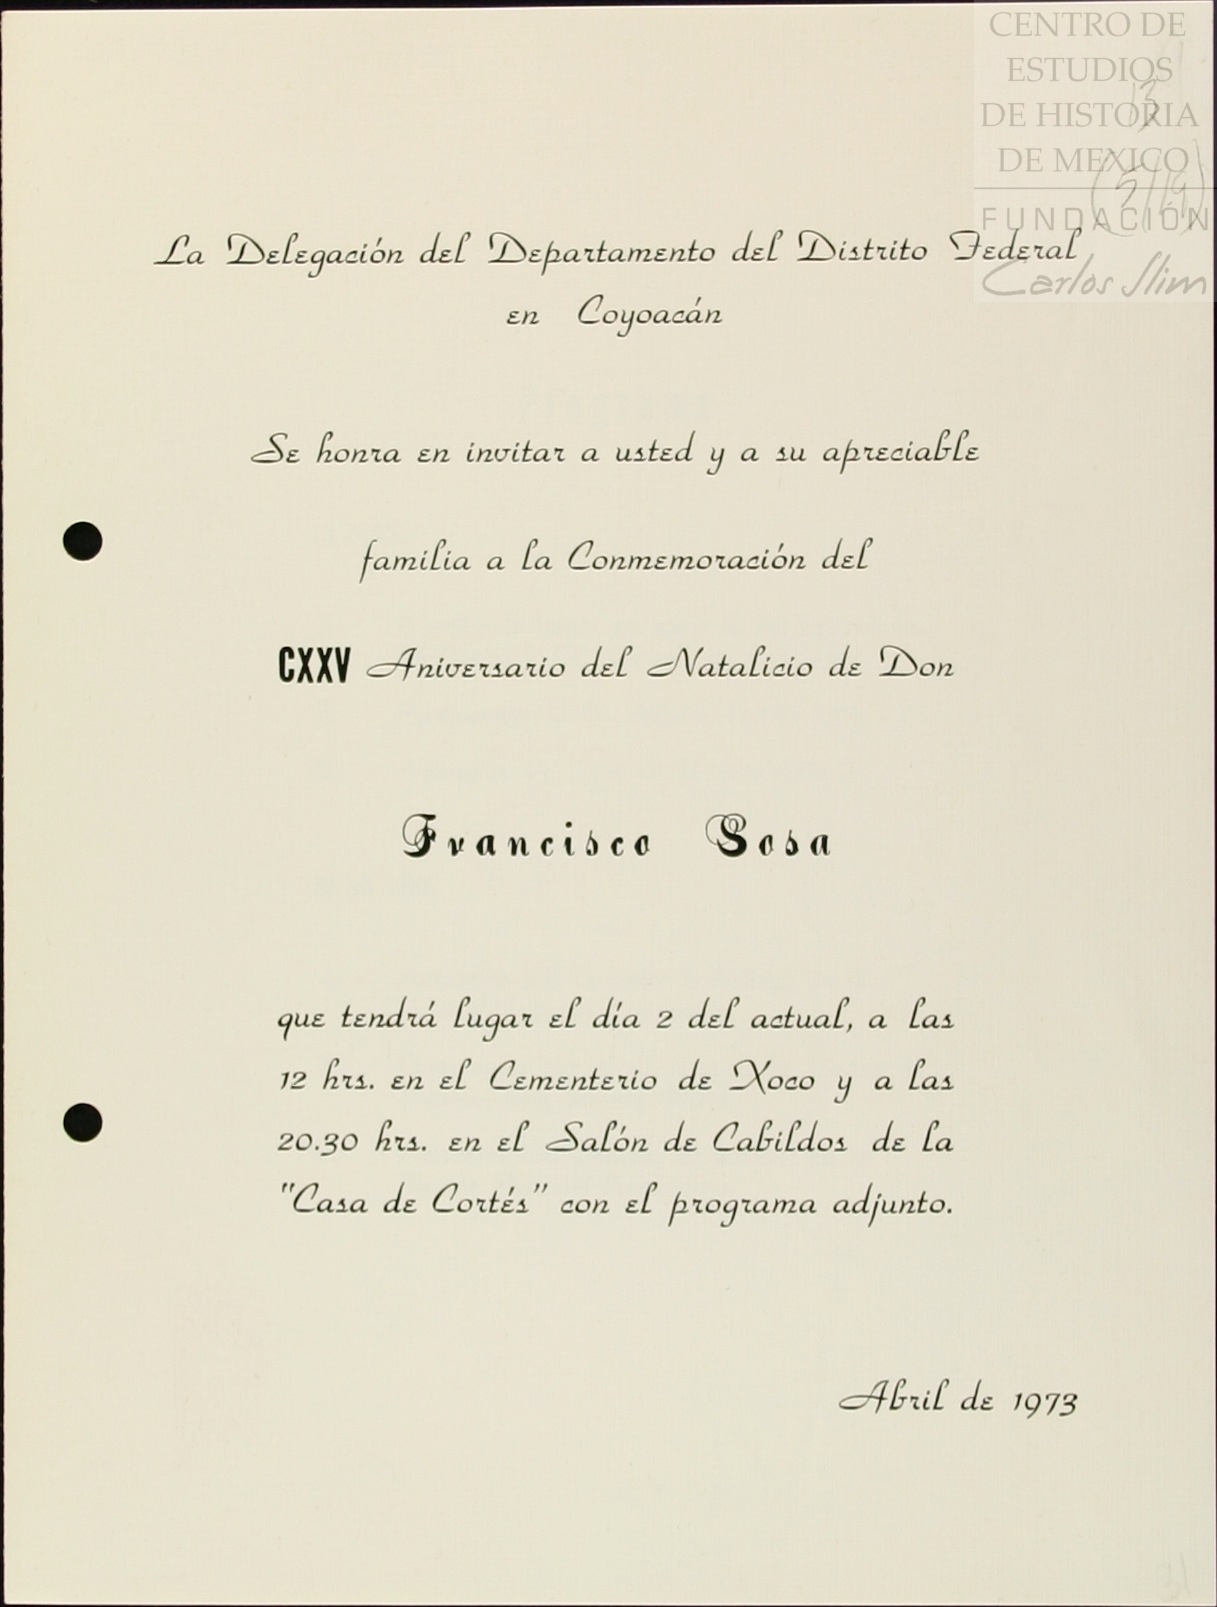 CENTRO DE
ESTUDIOS
DE HISTORIA
DE MEXICO
FUNDACIÓN
Carlos Slim
13
La Delegación del Departamento del Distrito Federal
en Coyoacán
Se honra en invitar a usted y a su apreciable
familia a la Conmemoración del
CXXV Aniversario del Natalicio de Don
Francisco Sosa
que tendrá lugar el día 2 del actual, a las
12 hrs. en el Cementerio de Xoco y a las
20.30 hrs. en el Salón de Cabildos de la
"Casa de Cortés" con el programa adjunto.
Abril de 1973